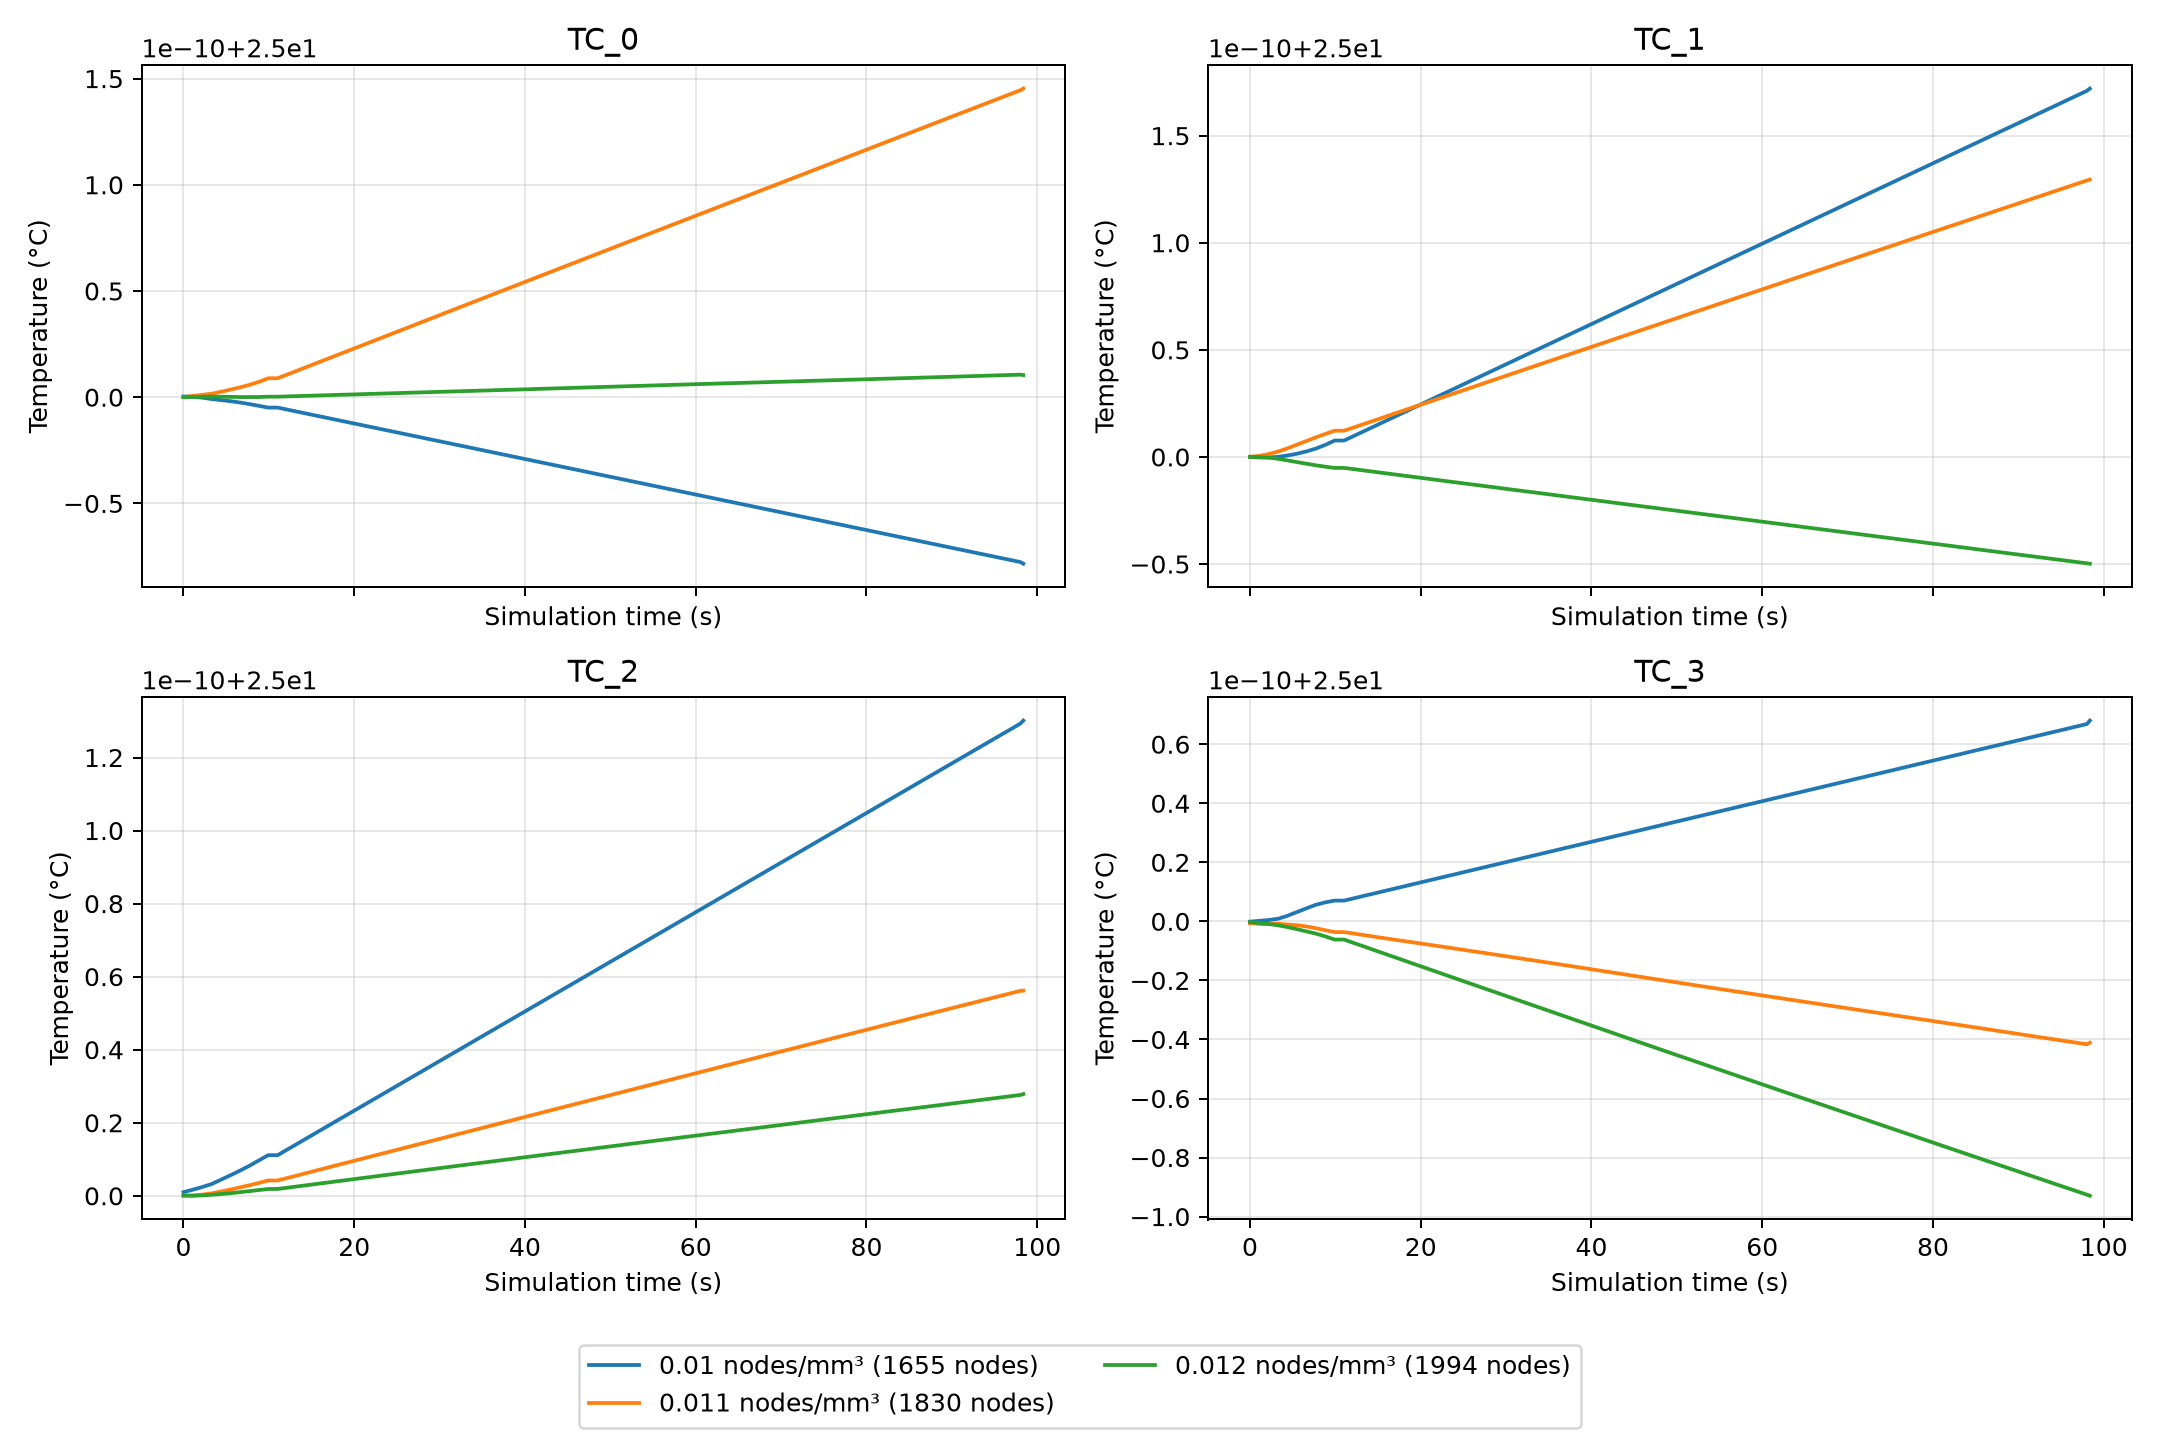 TC_0
1e−10+2.5e1
1.5
1.0
0.5
0.0
−0.5
Temperature (°C)
Simulation time (s)
TC_1
1e−10+2.5e1
1.5
1.0
0.5
0.0
−0.5
Temperature (°C)
Simulation time (s)
TC_2
1e−10+2.5e1
1.2
1.0
0.8
0.6
0.4
0.2
0.0
Temperature (°C)
0 20 40 60 80 100
Simulation time (s)
TC_3
1e−10+2.5e1
0.6
0.4
0.2
0.0
−0.2
−0.4
−0.6
−0.8
−1.0
Temperature (°C)
0 20 40 60 80 100
Simulation time (s)
0.01 nodes/mm³ (1655 nodes)
0.011 nodes/mm³ (1830 nodes)
0.012 nodes/mm³ (1994 nodes)